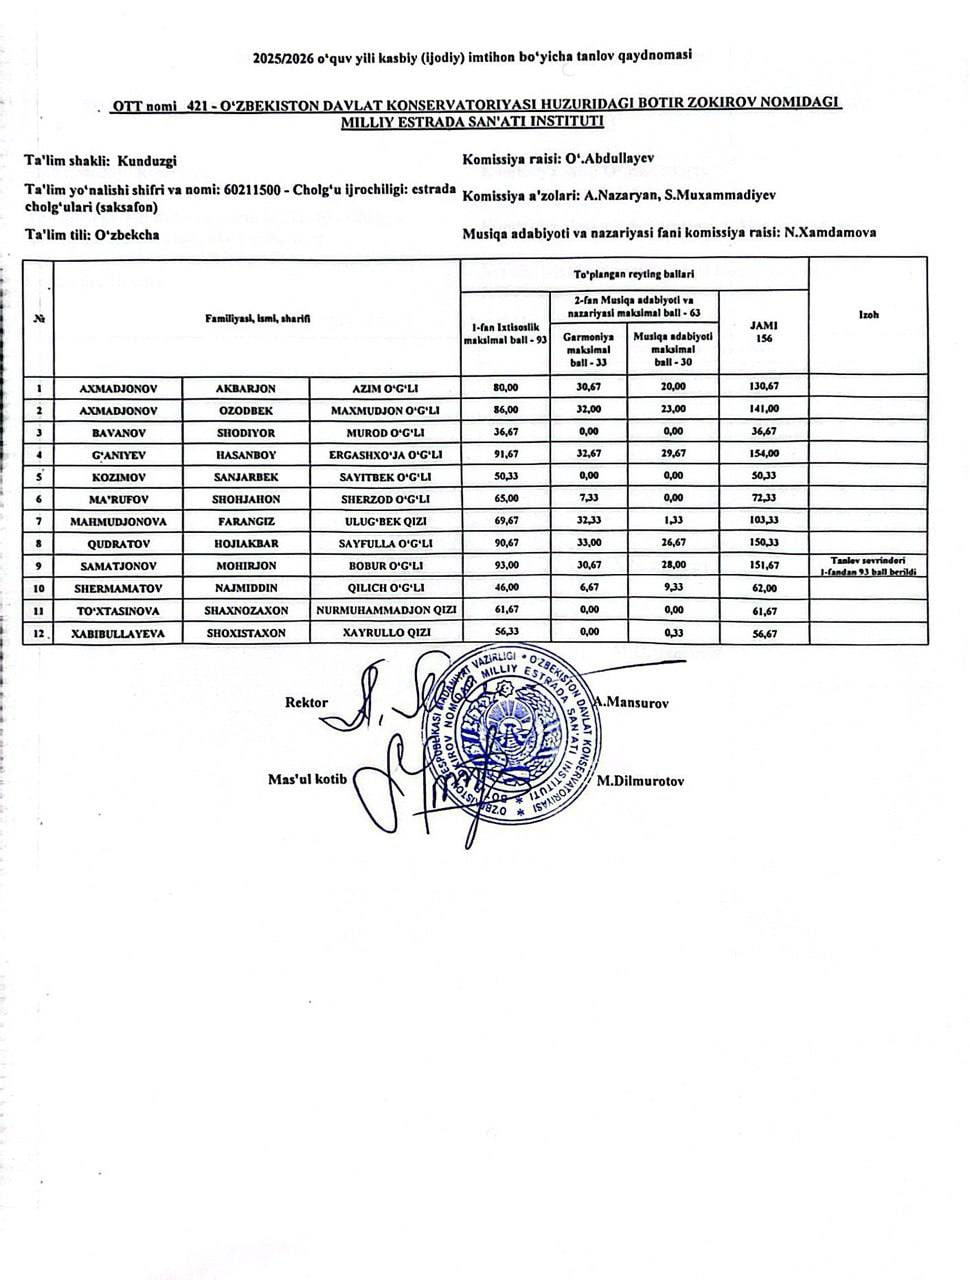 2025/2026 o‘quv yili kasbiy (ijodiy) imtihon bo‘yicha tanlov qaydnomasi
OTT nomi 421 - O‘ZBEKISTON DAVLAT KONSERVATORIYASI HUZURIDAGI BOTIR ZOKIROV NOMIDAGI
MILLIY ESTRADA SAN'ATI INSTITUTI
Ta'lim shakli: Kunduzgi
Komissiya raisi: O‘.Abdullayev
Ta'lim yo‘nalishi shifri va nomi: 60211500 - Cholg‘u ijrochiligi: estrada
cholg‘ulari (saksafon)
Komissiya a'zolari: A.Nazaryan, S.Muxammadiyev
Ta'lim tili: O‘zbekcha
Musiqa adabiyoti va nazariyasi fani komissiya raisi: N.Xamdamova
№
Familiyasi, ismi, sharifi
To‘plangan reyting ballari
1-fan Ixtisoslik
maksimal ball - 93
2-fan Musiqa adabiyoti va
nazariyasi maksimal ball - 63
Garmoniya
maksimal
ball - 33
Musiqa adabiyoti
maksimal
ball - 30
JAMI
156
Izoh
1 AXMADJONOV AKBARJON AZIM O‘G‘LI 80,00 30,67 20,00 130,67
2 AXMADJONOV OZODBEK MAXMUDJON O‘G‘LI 86,00 32,00 23,00 141,00
3 BAVANOV SHODIYOR MUROD O‘G‘LI 36,67 0,00 0,00 36,67
4 G‘ANIYEV HASANBOY ERGASHXO‘JA O‘G‘LI 91,67 32,67 29,67 154,00
5 KOZIMOV SANJARBEK SAYITBEK O‘G‘LI 50,33 0,00 0,00 50,33
6 MA’RUFOV SHOHJAHON SHERZOD O‘G‘LI 65,00 7,33 0,00 72,33
7 MAHMUDJONOVA FARANGIZ ULUG‘BEK QIZI 69,67 32,33 1,33 103,33
8 QUDRATOV HOJIAKBAR SAYFULLA O‘G‘LI 90,67 33,00 26,67 150,33
9 SAMATJONOV MOHIRJON BOBUR O‘G‘LI 93,00 30,67 28,00 151,67 Tanlov sovrindori
1-fandan 93 ball berildi
10 SHERMAMATOV NAJMIDDIN QILICH O‘G‘LI 46,00 6,67 9,33 62,00
11 TO‘XTASINOVA SHAXNOZAXON NURMUHAMMADJON QIZI 61,67 0,00 0,00 61,67
12 XABIBULLAYEVA SHOXISTAXON XAYRULLO QIZI 56,33 0,00 0,33 56,67
Rektor
A.Mansurov
Mas'ul kotib
M.Dilmurotov
O‘ZBEKISTON DAVLAT KONSERVATORIYASI
MILLIY ESTRADA SAN'ATI INSTITUTI